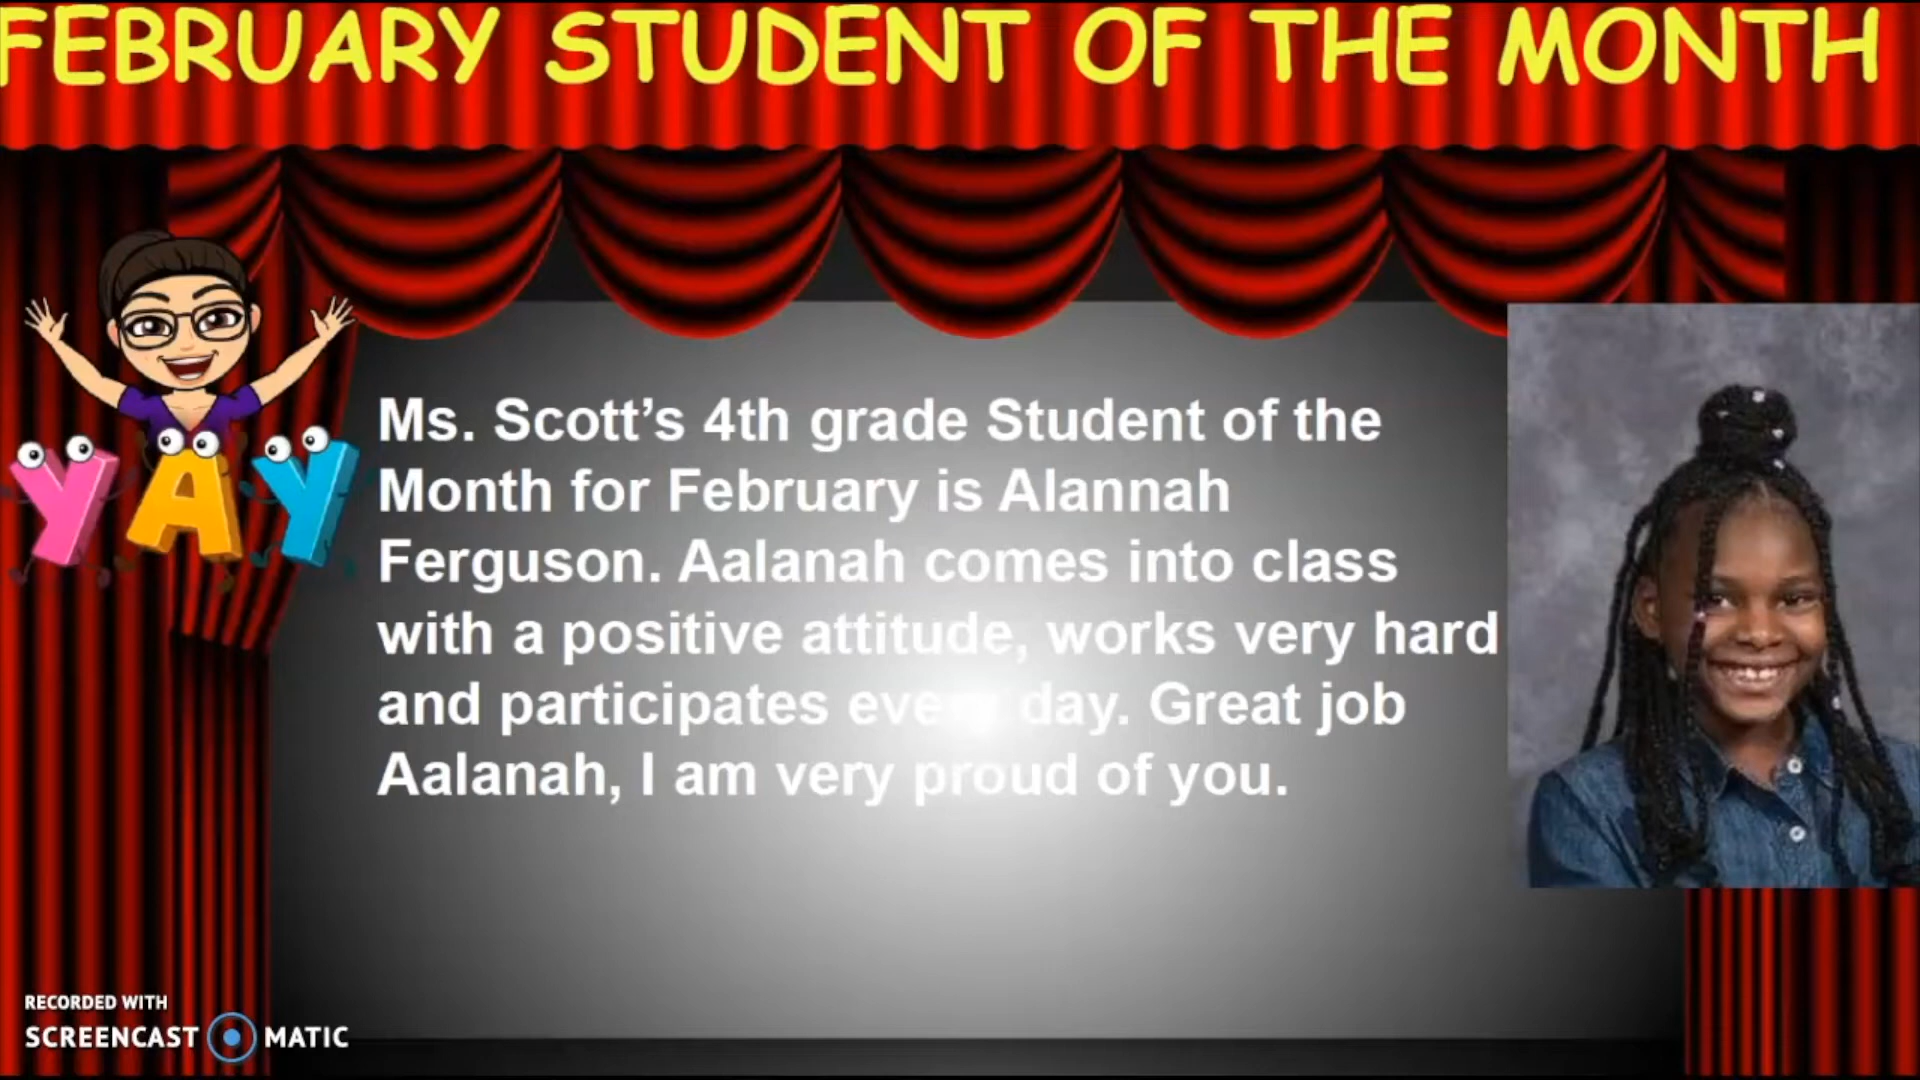 FEBRUARY STUDENT OF THE MONTH
YAY
Ms. Scott’s 4th grade Student of the
Month for February is Alannah
Ferguson. Aalanah comes into class
with a positive attitude, works very hard
and participates every day. Great job
Aalanah, I am very proud of you.
RECORDED WITH
SCREENCAST MATIC